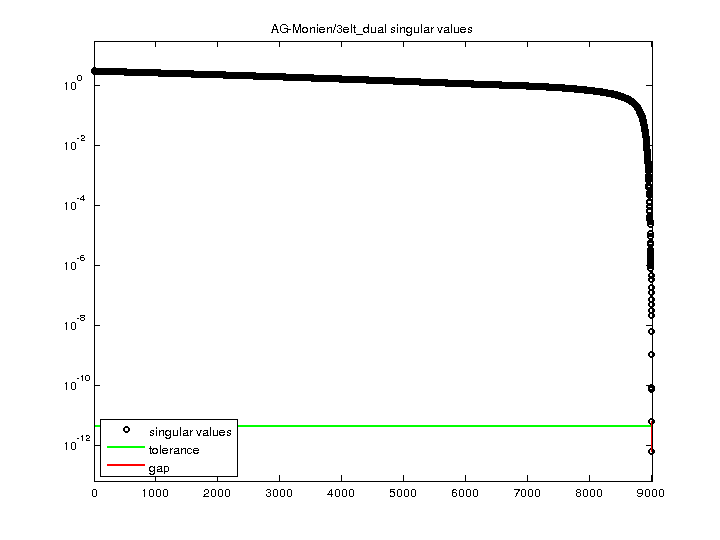 AG-Monien/3elt_dual singular values
10^0
10^-2
10^-4
10^-6
10^-8
10^-10
10^-12
singular values
tolerance
gap
0 1000 2000 3000 4000 5000 6000 7000 8000 9000